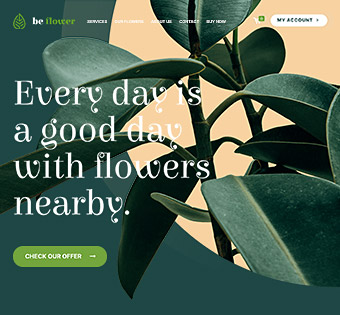 be flower
SERVICES OUR FLOWERS ABOUT US CONTACT BUY NOW
MY ACCOUNT >
Every day is
a good day
with flowers
nearby.
CHECK OUR OFFER →